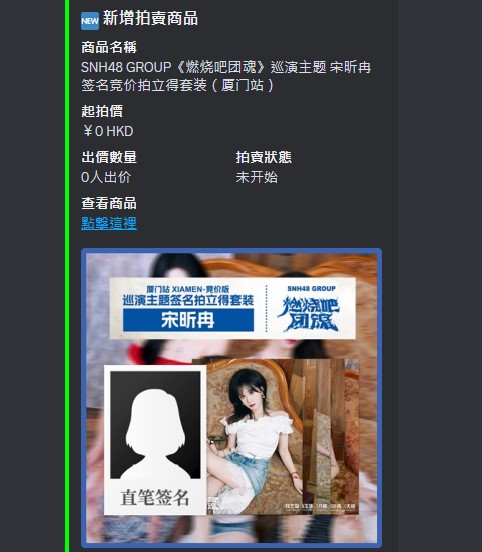 NEW 新增拍賣商品
商品名稱
SNH48 GROUP《燃烧吧团魂》巡演主题 宋昕冉
签名竞价拍立得套装（厦门站）
起拍價
￥0 HKD
出價數量
拍賣狀態
0人出价
未开始
查看商品
點擊這裡
厦门站 XIAMEN-竞价版
巡演主题签名拍立得套装
宋昕冉
SNH48 GROUP
燃烧吧
团魂
直笔签名